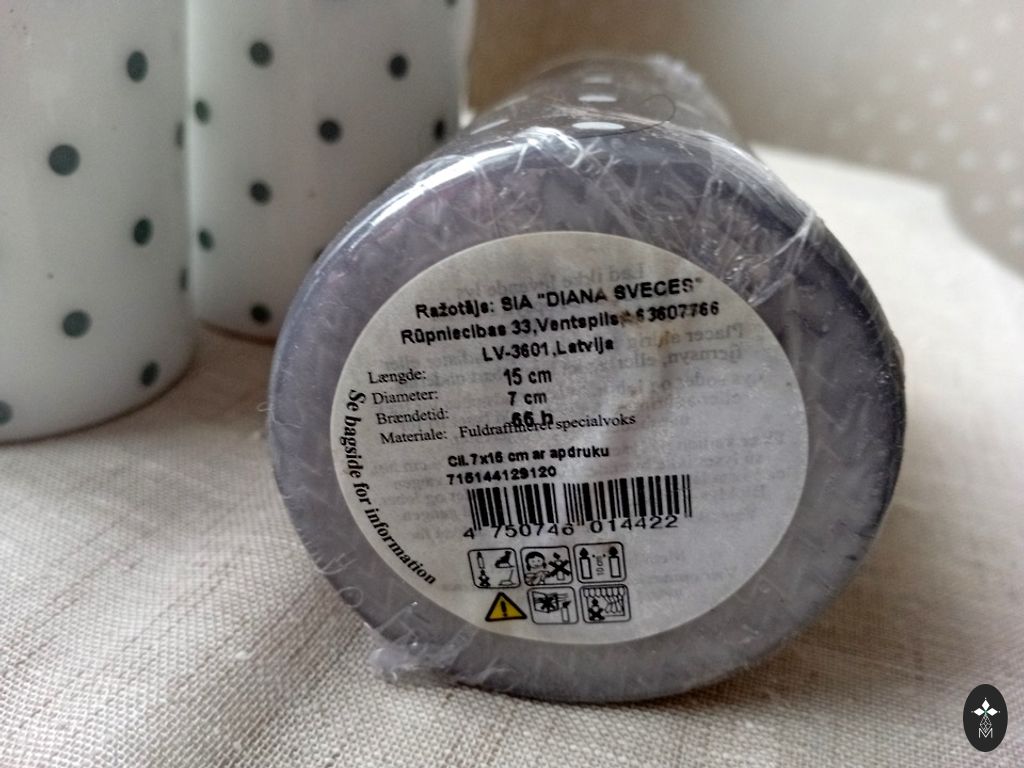 Ražotājs: SIA "DIANA SVECES"
Rūpniecības 33,Ventspils, 63607766
LV-3601,Latvija
Længde: 15 cm
Diameter: 7 cm
Brændetid: 66 h
Materiale: Fuldraffineret specialvoks
Cil.7x15 cm ar apdruku
715144129120
4 750746 014422
Se bagside for information
M